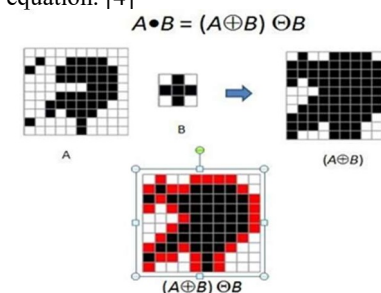 equation. [4]
A●B = (A⊕B) ΘB
A
B
(A⊕B)
(A⊕B) ΘB